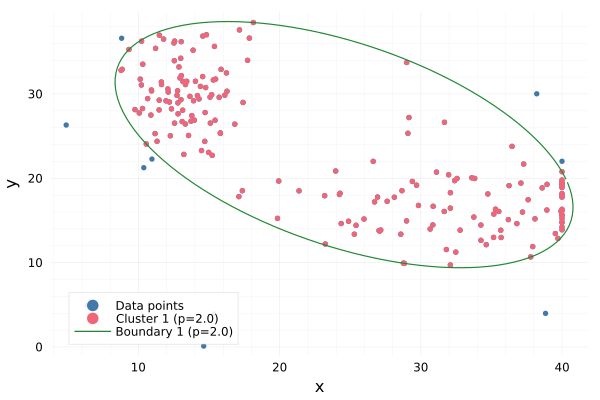 y
30
20
10
0
Data points
Cluster 1 (p=2.0)
Boundary 1 (p=2.0)
10 20 30 40
x